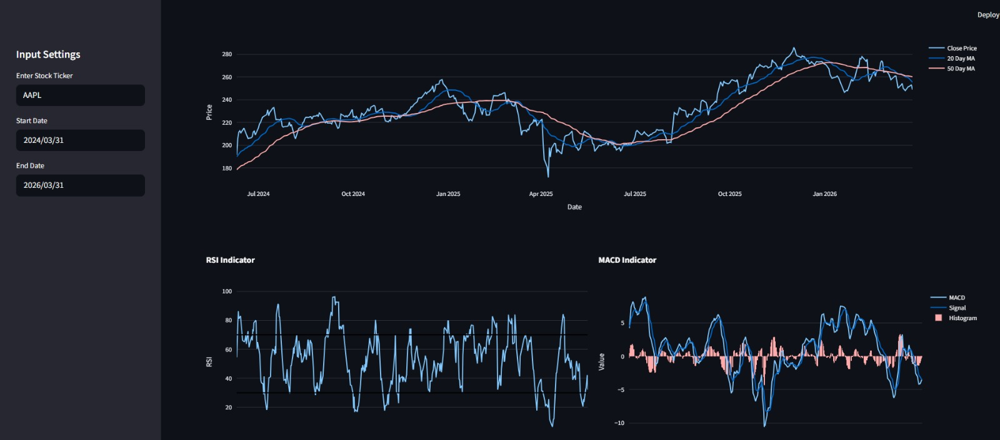 Deploy
Input Settings
Enter Stock Ticker
AAPL
Start Date
2024/03/31
End Date
2026/03/31
280
260
240
220
200
180
Price
Jul 2024
Oct 2024
Jan 2025
Apr 2025
Jul 2025
Oct 2025
Jan 2026
Date
Close Price
20 Day MA
50 Day MA
RSI Indicator
100
80
60
40
20
RSI
MACD Indicator
5
0
−5
−10
Value
MACD
Signal
Histogram